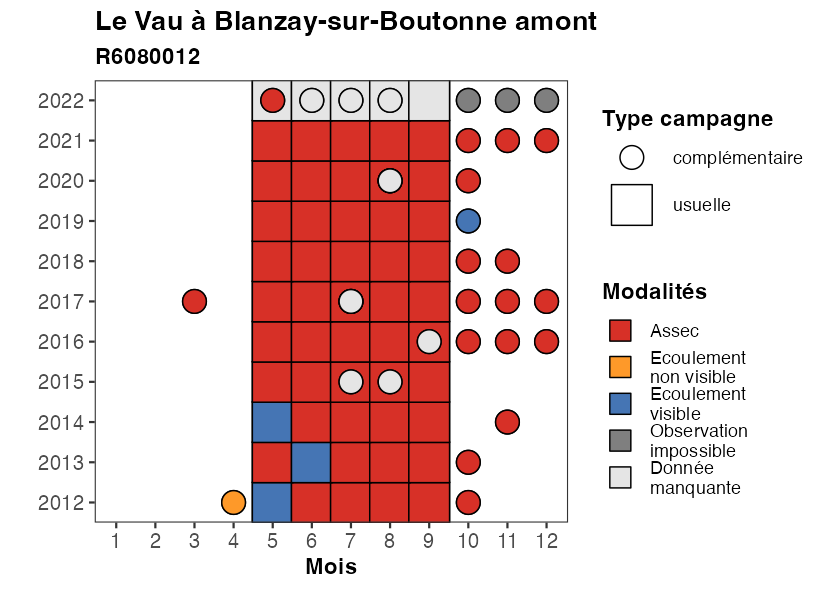 Le Vau à Blanzay-sur-Boutonne amont
R6080012
2022
2021
2020
2019
2018
2017
2016
2015
2014
2013
2012
1 2 3 4 5 6 7 8 9 10 11 12
Mois
Type campagne
complémentaire
usuelle
Modalités
Assec
Ecoulement
non visible
Ecoulement
visible
Observation
impossible
Donnée
manquante